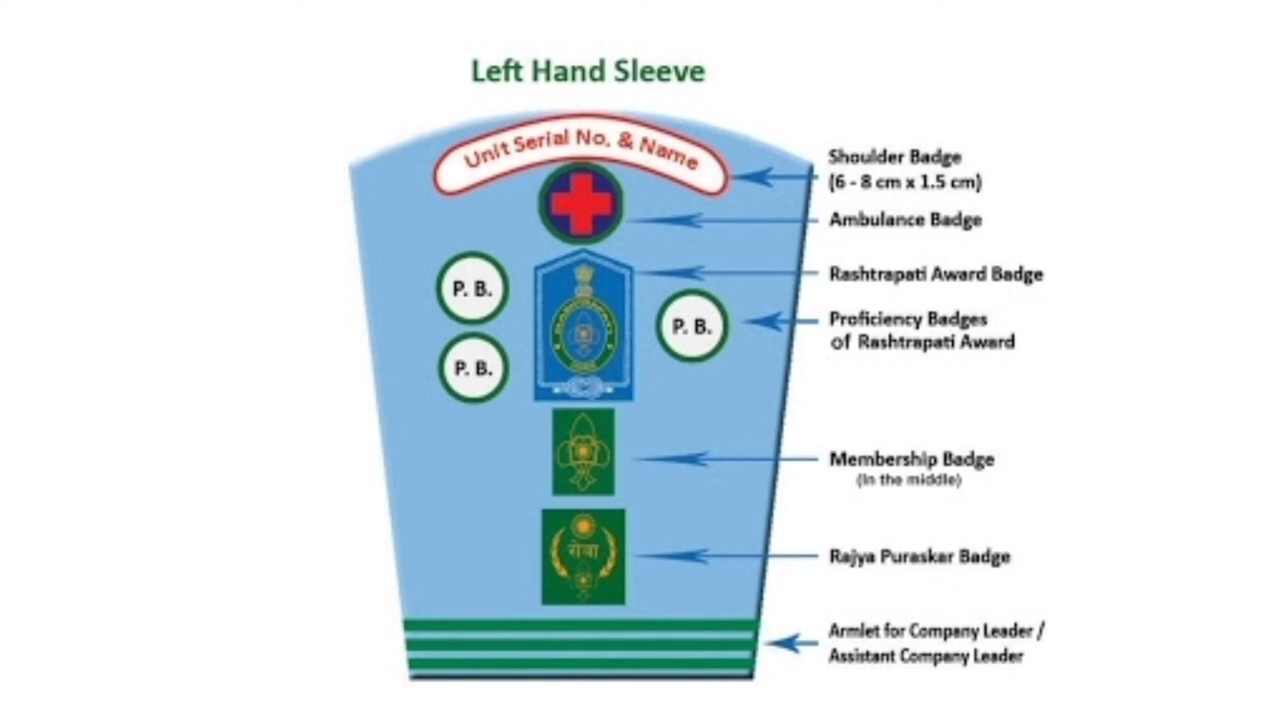 Left Hand Sleeve
Unit Serial No. & Name
Shoulder Badge
(6 - 8 cm x 1.5 cm)
Ambulance Badge
Rashtrapati Award Badge
P. B.
P. B.
Proficiency Badges
of Rashtrapati Award
P. B.
Membership Badge
(In the middle)
सेवा
Rajya Puraskar Badge
Armlet for Company Leader /
Assistant Company Leader